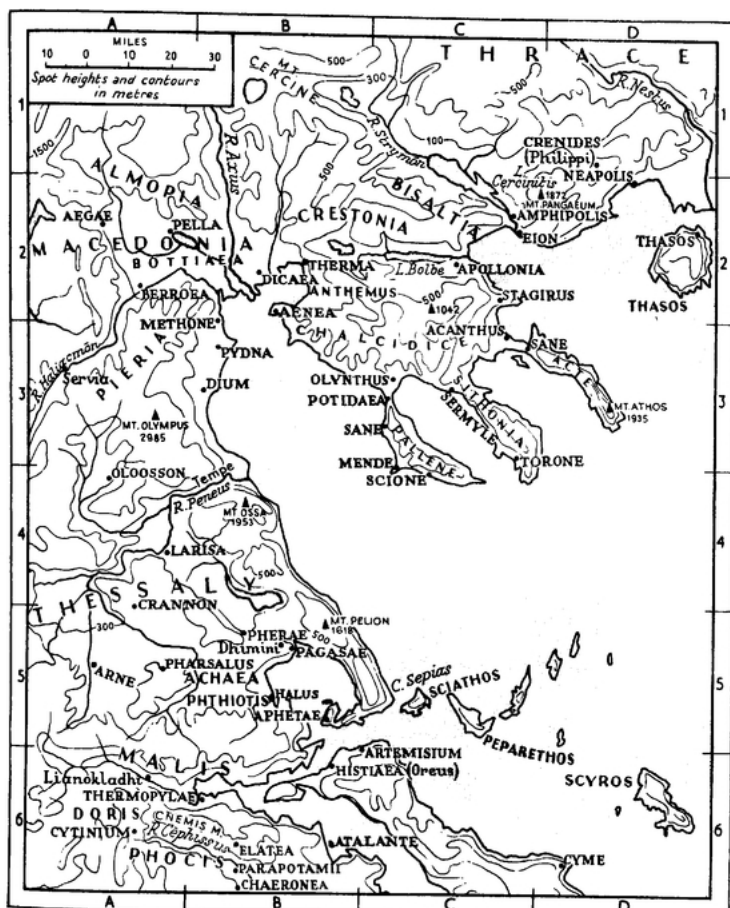 A B C D
MILES
10 0 10 20 30
Spot heights and contours
in metres
THRACE
MT.
CERCINE
500
300
500
R. Nestus
1
1
R. Axius
R. Strymon
100
500
1500
CRENIDES
(Philippi)
NEAPOLIS
ALMOPIA
BISALTIA
Cercinitis
1872
MT. PANGAEUM
AEGAE
PELLA
CRESTONIA
AMPHIPOLIS
EION
MACEDONIA
BOTTIAEA
THASOS
2
2
DICAEA
THERMA
L. Bolbe
APOLLONIA
BERROEA
ANTHEMUS
500
1042
STAGIRUS
THASOS
METHONE
AENEA
CHALCIDICE
ACANTHUS
SANE
ACTE
PYDNA
PIERIA
R. Haliacmōn
Servia
DIUM
OLYNTHUS
POTIDAEA
SITHONIA
SERMYLE
3
3
MT. OLYMPUS
2985
MT. ATHOS
1935
SANE
PALLENE
TORONE
MENDE
SCIONE
OLOOSSON
Tempe
R. Peneus
MT OSSA
1953
4
4
LARISA
THESSALY
500
CRANNON
300
MT. PELION
1618
PHERAE
500
Dhimini
PAGASAE
ARNE
PHARSALUS
ACHAEA
C. Sepias
SCIATHOS
5
5
PHTHIOTIS
HALUS
APHETAE
PEPARETHOS
MALIS
ARTEMISIUM
Lianokladhi
HISTIAEA (Oreus)
SCYROS
THERMOPYLAE
DORIS
CNEMIS M.
6
6
CYTINIUM
R. Cephissus
ELATEA
ATALANTE
PHOCIS
PARAPOTAMII
CYME
CHAERONEA
A B C D